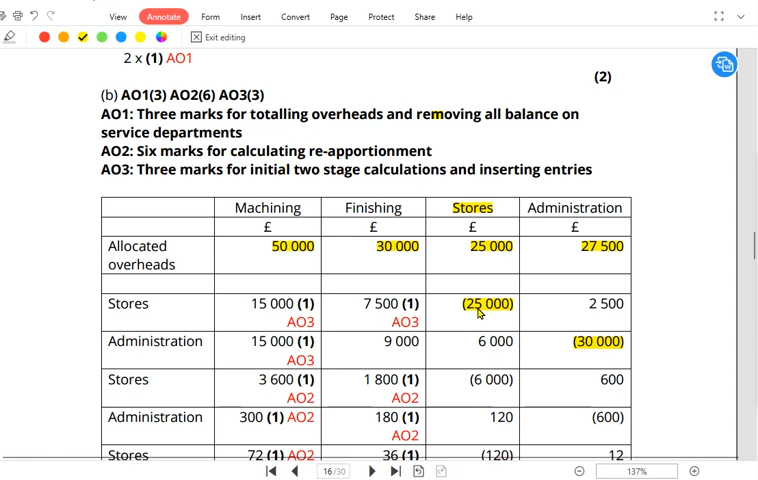 View Annotate Form Insert Convert Page Protect Share Help
Exit editing
2 x (1) AO1
(2)
(b) AO1(3) AO2(6) AO3(3)
AO1: Three marks for totalling overheads and removing all balance on
service departments
AO2: Six marks for calculating re-apportionment
AO3: Three marks for initial two stage calculations and inserting entries
Machining Finishing Stores Administration
£ £ £ £
Allocated 50 000 30 000 25 000 27 500
overheads
Stores 15 000 (1) 7 500 (1) (25 000) 2 500
AO3 AO3
Administration 15 000 (1) 9 000 6 000 (30 000)
AO3
Stores 3 600 (1) 1 800 (1) (6 000) 600
AO2 AO2
Administration 300 (1) AO2 180 (1) 120 (600)
AO2
Stores 72 (1) AO2 36 (1) (120) 12
16 /30 137%